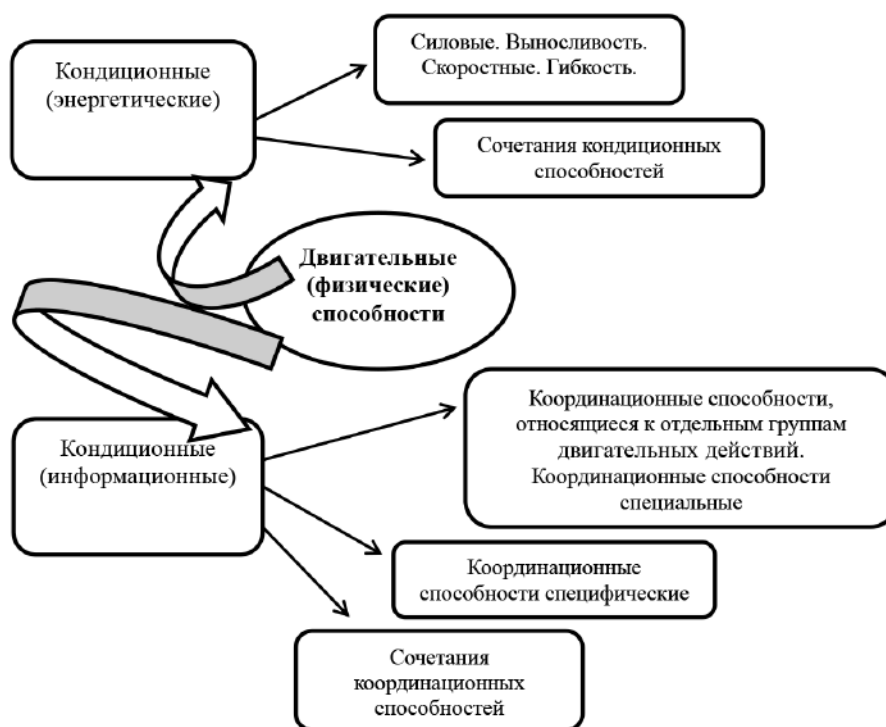 Кондиционные
(энергетические)
Силовые. Выносливость.
Скоростные. Гибкость.
Сочетания кондиционных
способностей
Двигательные
(физические)
способности
Кондиционные
(информационные)
Координационные способности,
относящиеся к отдельным группам
двигательных действий.
Координационные способности
специальные
Координационные
способности специфические
Сочетания
координационных
способностей